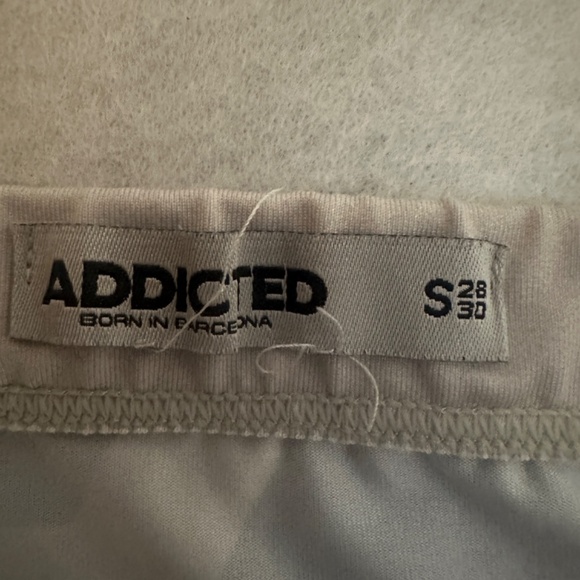 ADDICTED
BORN IN BARCELONA
S 28
30